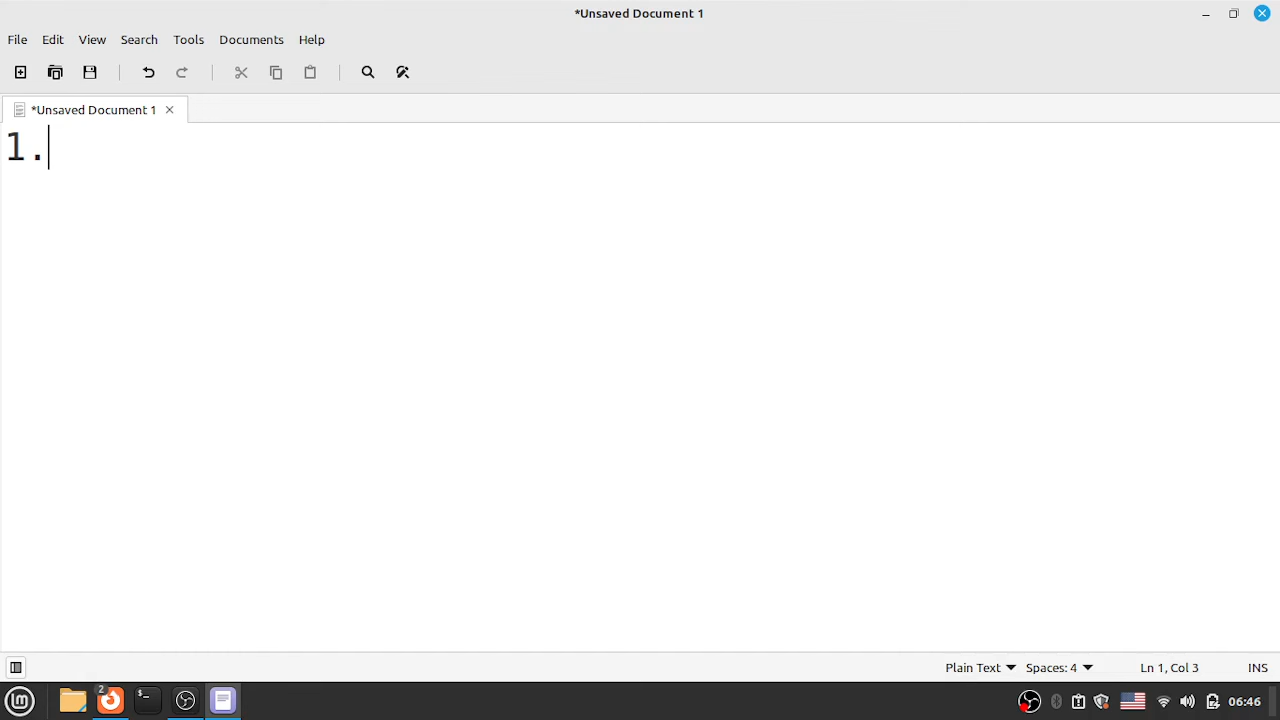 *Unsaved Document 1
File Edit View Search Tools Documents Help
*Unsaved Document 1
1.
Plain Text Spaces: 4 Ln 1, Col 3 INS
2
06:46